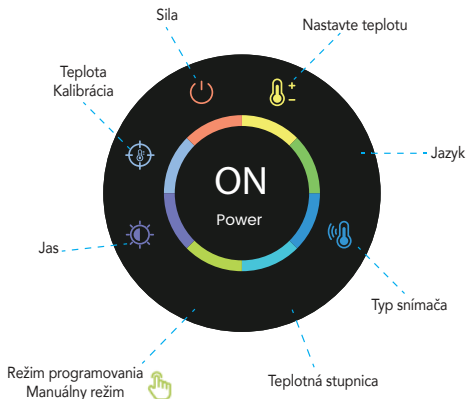 Sila
Nastavte teplotu
Teplota
Kalibrácia
Jazyk
ON
Power
Jas
Typ snímača
Režim programovania
Manuálny režim
Teplotná stupnica